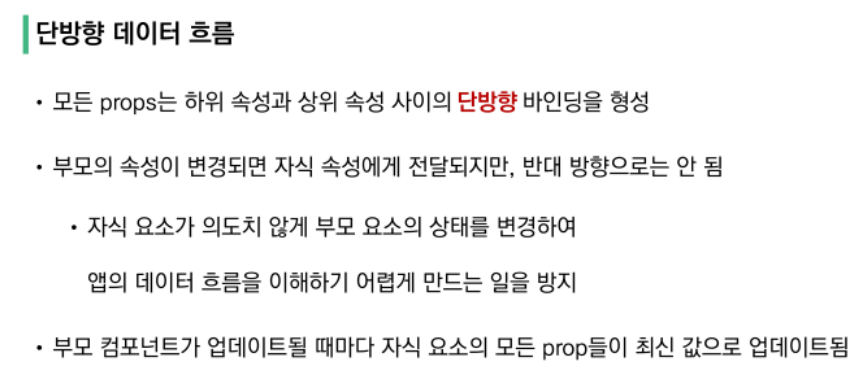 단방향 데이터 흐름
• 모든 props는 하위 속성과 상위 속성 사이의 단방향 바인딩을 형성
• 부모의 속성이 변경되면 자식 속성에게 전달되지만, 반대 방향으로는 안 됨
• 자식 요소가 의도치 않게 부모 요소의 상태를 변경하여
앱의 데이터 흐름을 이해하기 어렵게 만드는 일을 방지
• 부모 컴포넌트가 업데이트될 때마다 자식 요소의 모든 prop들이 최신 값으로 업데이트됨